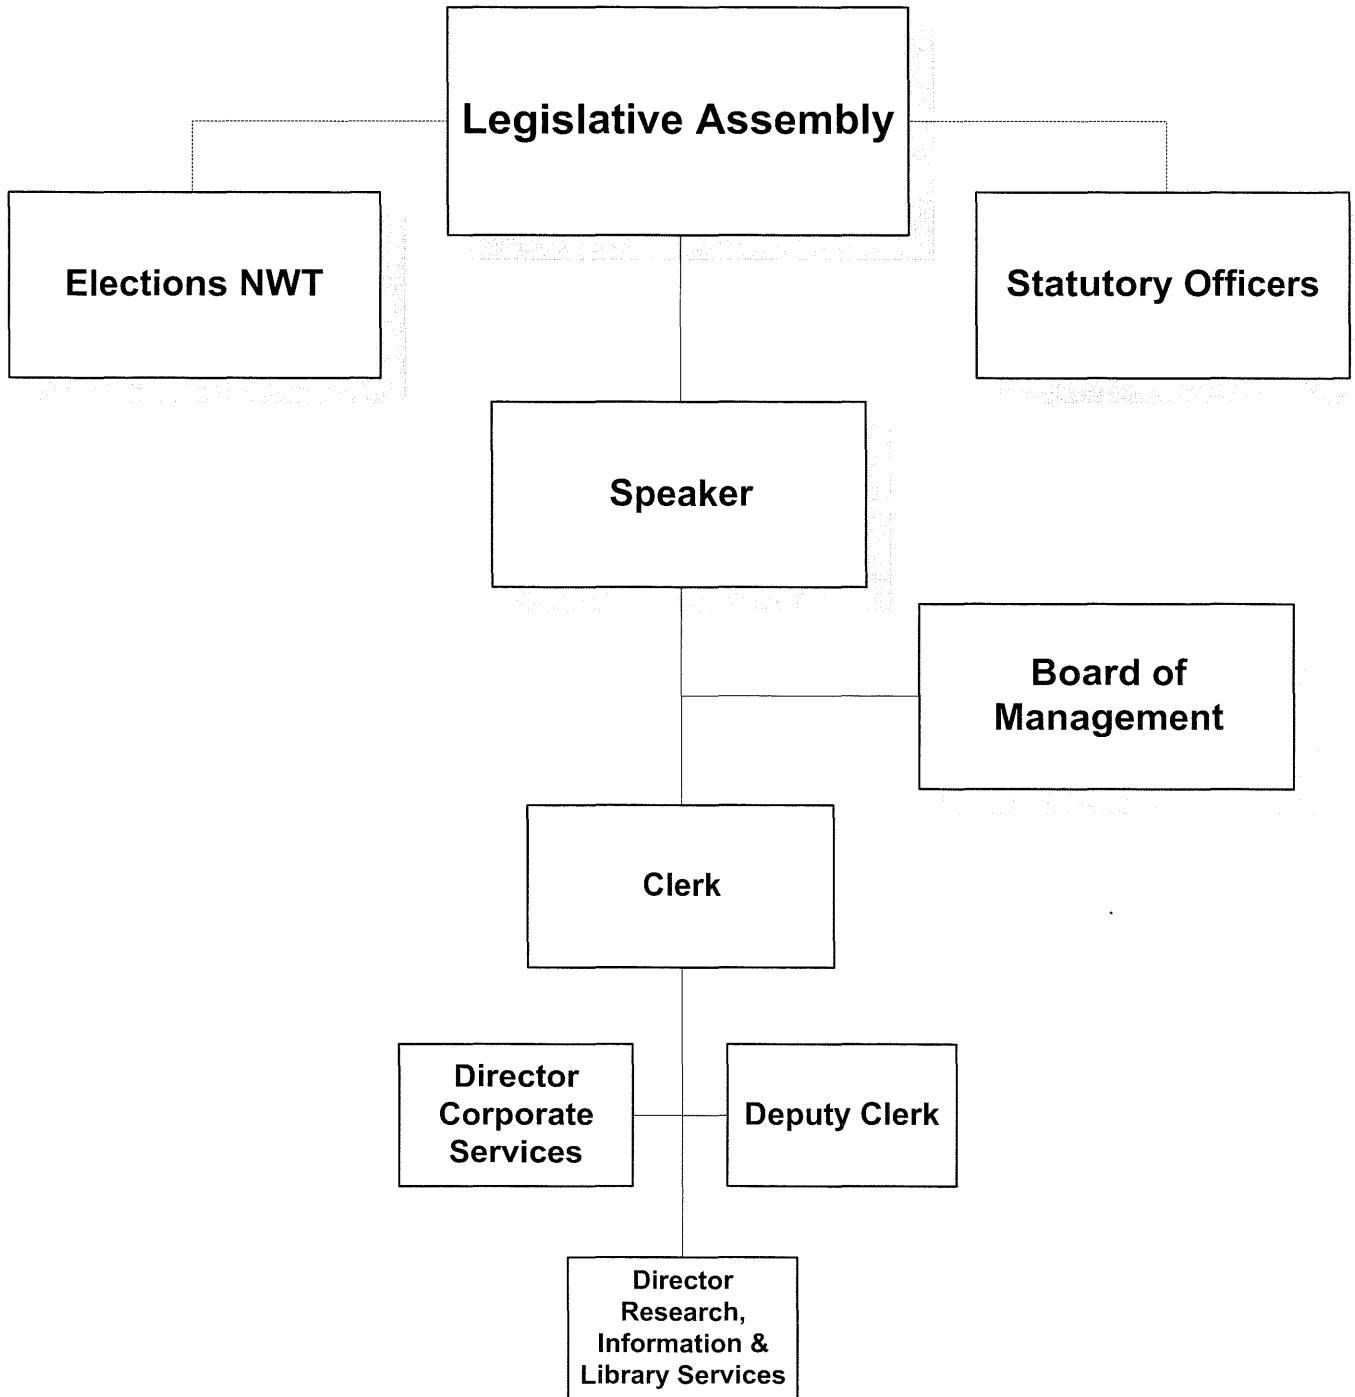 Legislative Assembly
Elections NWT
Statutory Officers
Speaker
Board of
Management
Clerk
Director
Corporate
Services
Deputy Clerk
Director
Research,
Information &
Library Services